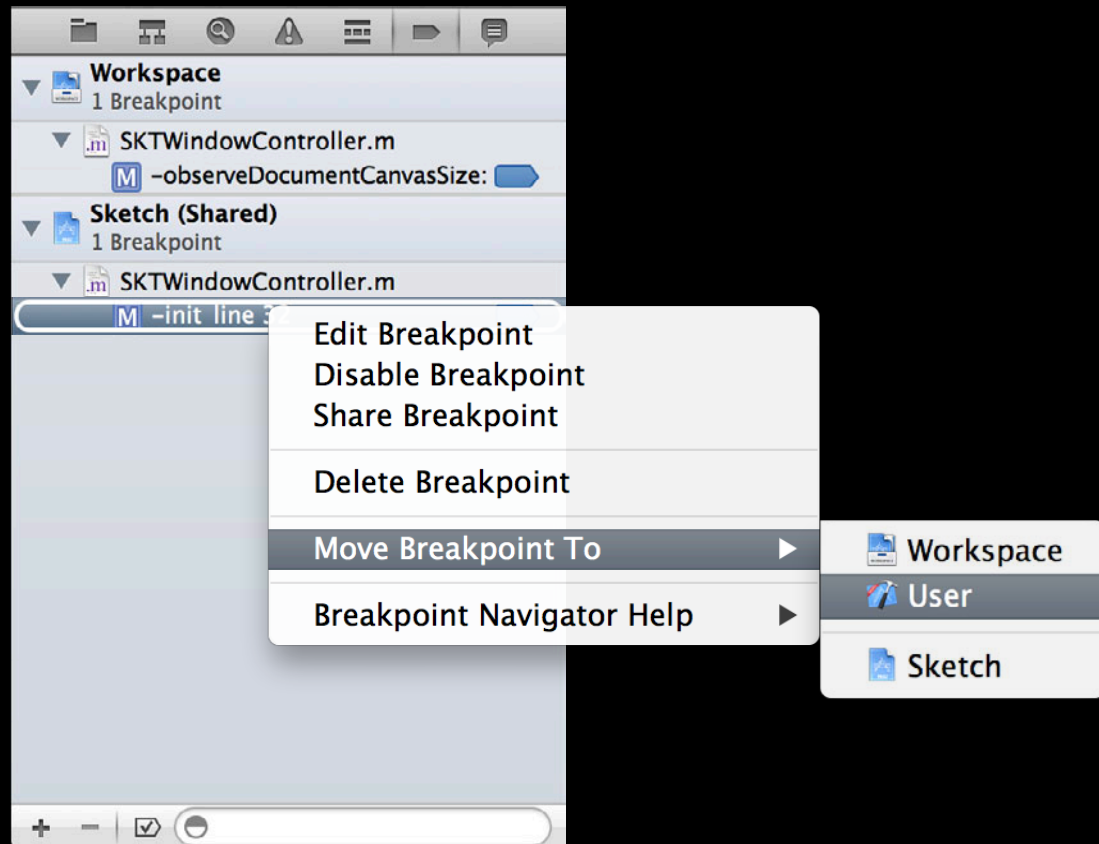 Workspace
1 Breakpoint
.m SKTWindowController.m
M -observeDocumentCanvasSize:
Sketch (Shared)
1 Breakpoint
.m SKTWindowController.m
M -init line 32
Edit Breakpoint
Disable Breakpoint
Share Breakpoint
Delete Breakpoint
Move Breakpoint To
Breakpoint Navigator Help
Workspace
User
Sketch